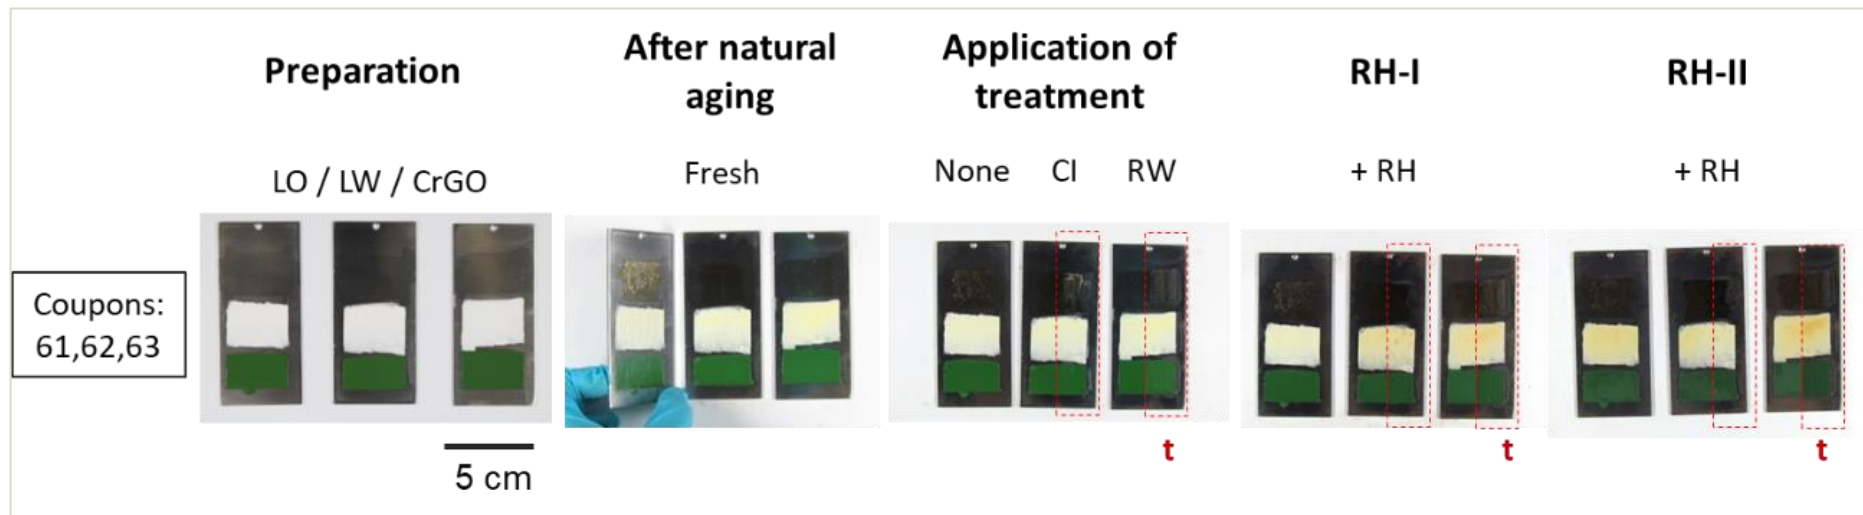 Preparation
After natural
aging
Application of
treatment
RH-I
RH-II
LO / LW / CrGO
Fresh
None CI RW
+ RH
+ RH
Coupons:
61,62,63
5 cm
t
t
t